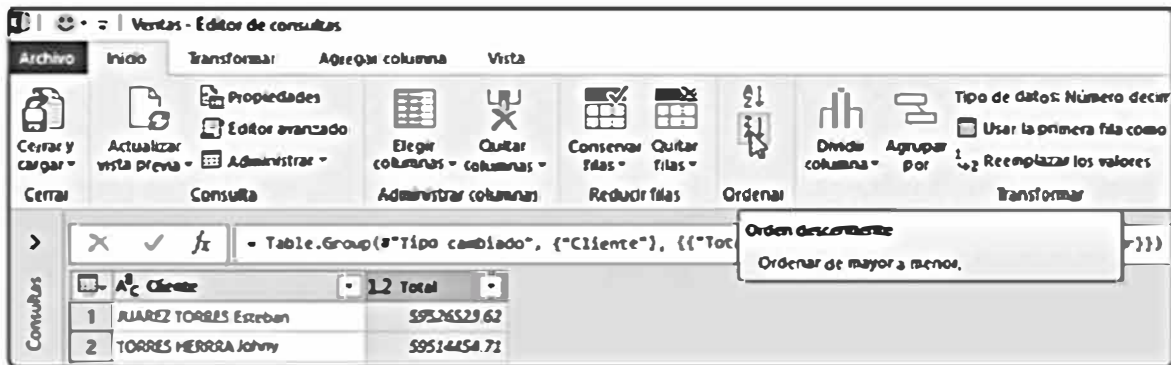 Ventas - Editor de consultas
Archivo Inicio Transformar Agregar columna Vista
Cerrar y cargar
Actualizar vista previa
Propiedades
Editor avanzado
Administrar
Elegir columnas
Quitar columnas
Conservar filas
Quitar filas
Dividir columna
Agrupar por
Tipo de datos: Número decim
Usar la primera fila como
Reemplazar los valores
Cerrar Consulta Administrar columnas Reducir filas Ordenar Transformar
= Table.Group(#"Tipo cambiado", {"Cliente"}, {{"Tot r}})
Orden descendente
Ordenar de mayor a menor.
Consultas
Cliente 1.2 Total
1 JUAREZ TORRES Esteban 59526529.62
2 TORRES HERRRA Johny 59514454.71